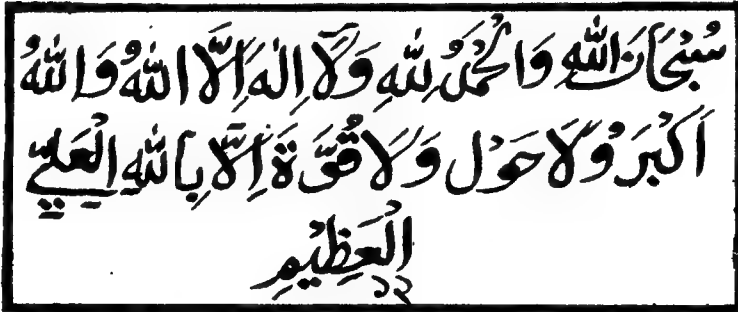 سُبْحَانَ اللّٰهِ وَالْحَمْدُ لِلّٰهِ وَلَآ اِلٰهَ اِلَّا اللّٰهُ وَاللّٰهُ
اَكْبَرُ وَلَا حَوْلَ وَلَا قُوَّةَ اِلَّا بِاللّٰهِ الْعَلِيِّ
الْعَظِيْمِ